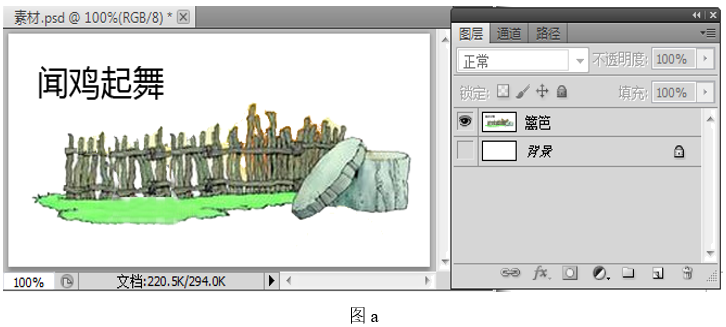 素材.psd @ 100%(RGB/8) *
闻鸡起舞
100%
文档:220.5K/294.0K
图层
通道
路径
正常
不透明度: 100%
锁定:
填充: 100%
篱笆
背景
fx
图 a